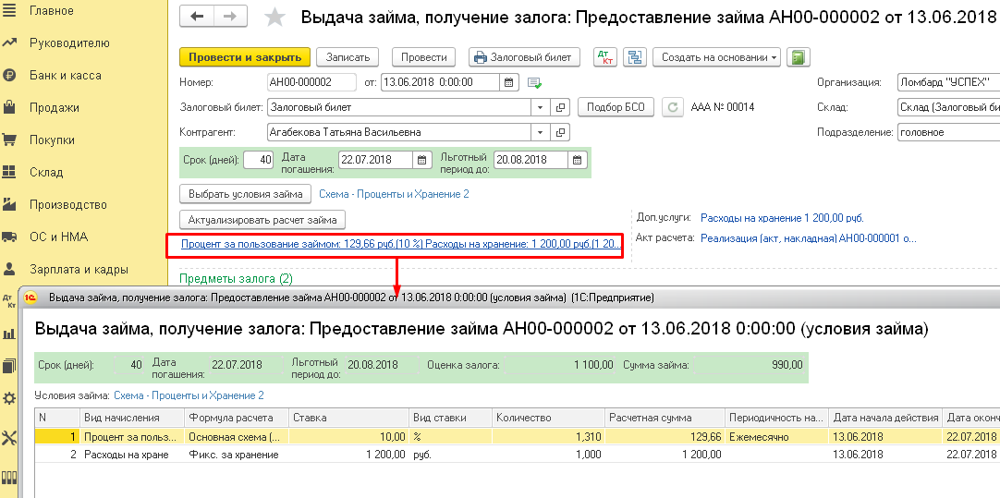 Главное
Руководителю
Банк и касса
Продажи
Покупки
Склад
Производство
ОС и НМА
Зарплата и кадры
Выдача займа, получение залога: Предоставление займа АН00-000002 от 13.06.2018
Провести и закрыть Записать Провести Залоговый билет Дт Кт Создать на основании
Номер: АН00-000002 от: 13.06.2018 0:00:00 Организация: Ломбард "УСПЕХ"
Залоговый билет: Залоговый билет Подбор БСО ААА № 00014 Склад: Склад (Залоговый би
Контрагент: Агабекова Татьяна Васильевна Подразделение: головное
Срок (дней): 40 Дата погашения: 22.07.2018 Льготный период до: 20.08.2018
Выбрать условия займа Схема - Проценты и Хранение 2
Актуализировать расчет займа Доп.услуги: Расходы на хранение 1 200,00 руб.
Процент за пользование займом: 129,66 руб.(10 %) Расходы на хранение: 1 200,00 руб.(1 20... Акт расчета: Реализация (акт, накладная) АН00-000001 о...
Предметы залога (2)
Дт Кт
1С Выдача займа, получение залога: Предоставление займа АН00-000002 от 13.06.2018 0:00:00 (условия займа) (1С:Предприятие)
Выдача займа, получение залога: Предоставление займа АН00-000002 от 13.06.2018 0:00:00 (условия займа)
Срок (дней): 40 Дата погашения: 22.07.2018 Льготный период до: 20.08.2018 Оценка залога: 1 100,00 Сумма займа: 990,00
Условия займа: Схема - Проценты и Хранение 2
N Вид начисления Формула расчета Ставка Вид ставки Количество Расчетная сумма Периодичность на... Дата начала действия Дата оконч
1 Процент за польз... Основная схема (... 10,00 % 1,310 129,66 Ежемесячно 13.06.2018 22.07.2018
2 Расходы на хране Фикс. за хранение 1 200,00 руб. 1,000 1 200,00 13.06.2018 22.07.2018